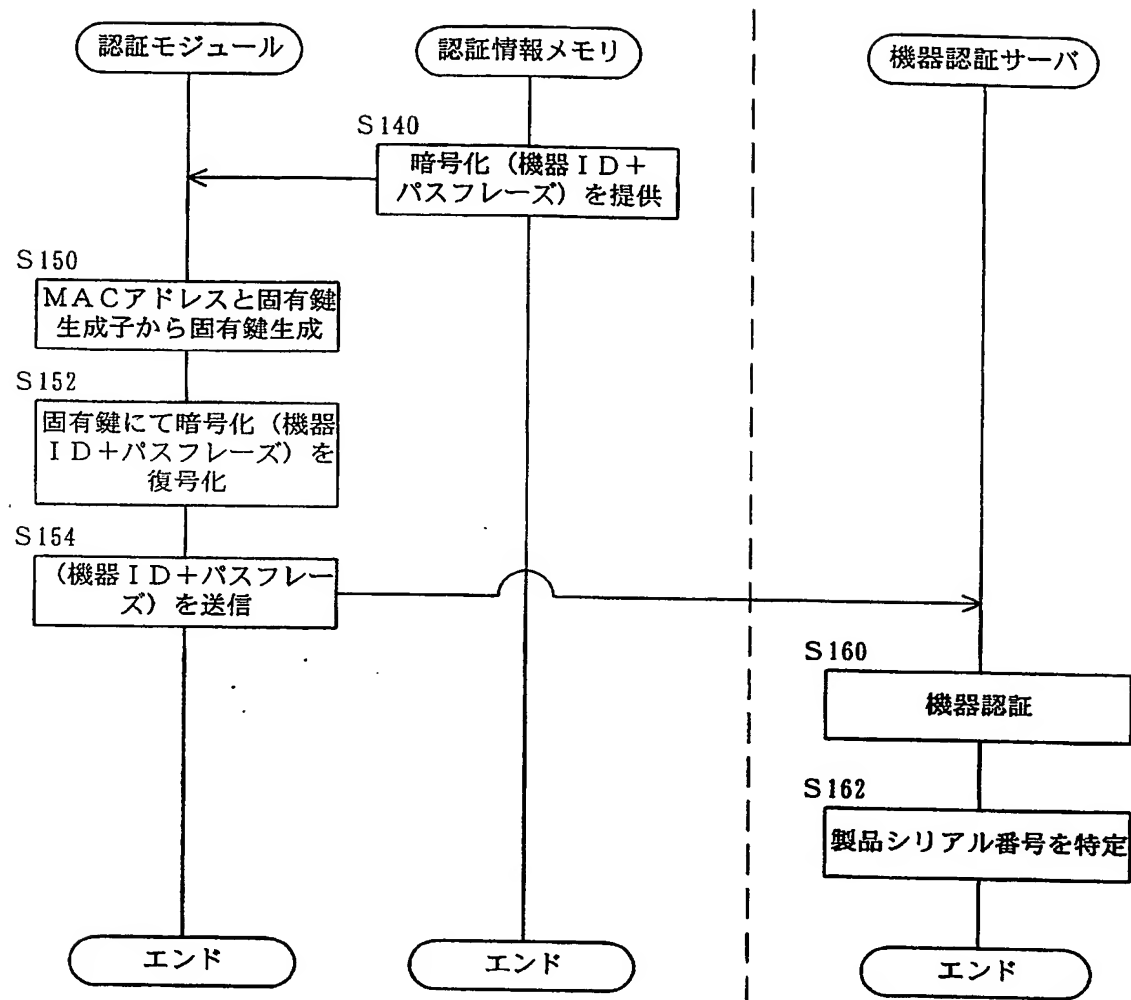 認証モジュール
認証情報メモリ
機器認証サーバ
S140
暗号化（機器ＩＤ＋
パスフレーズ）を提供
S150
ＭＡＣアドレスと固有鍵
生成子から固有鍵生成
S152
固有鍵にて暗号化（機器
ＩＤ＋パスフレーズ）を
復号化
S154
（機器ＩＤ＋パスフレー
ズ）を送信
S160
機器認証
S162
製品シリアル番号を特定
エンド
エンド
エンド